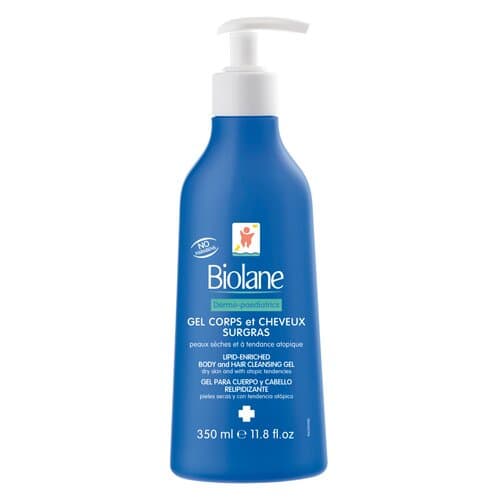 NO
Biolane
Dermo-paediatrics
GEL CORPS et CHEVEUX
SURGRAS
peaux sèches et à tendance atopique
LIPID-ENRICHED
BODY and HAIR CLEANSING GEL
dry skin and with atopic tendencies
GEL PARA CUERPO y CABELLO
RELIPIDIZANTE
pieles secas y con tendencia atópica
350 ml ℮ 11.8 fl.oz